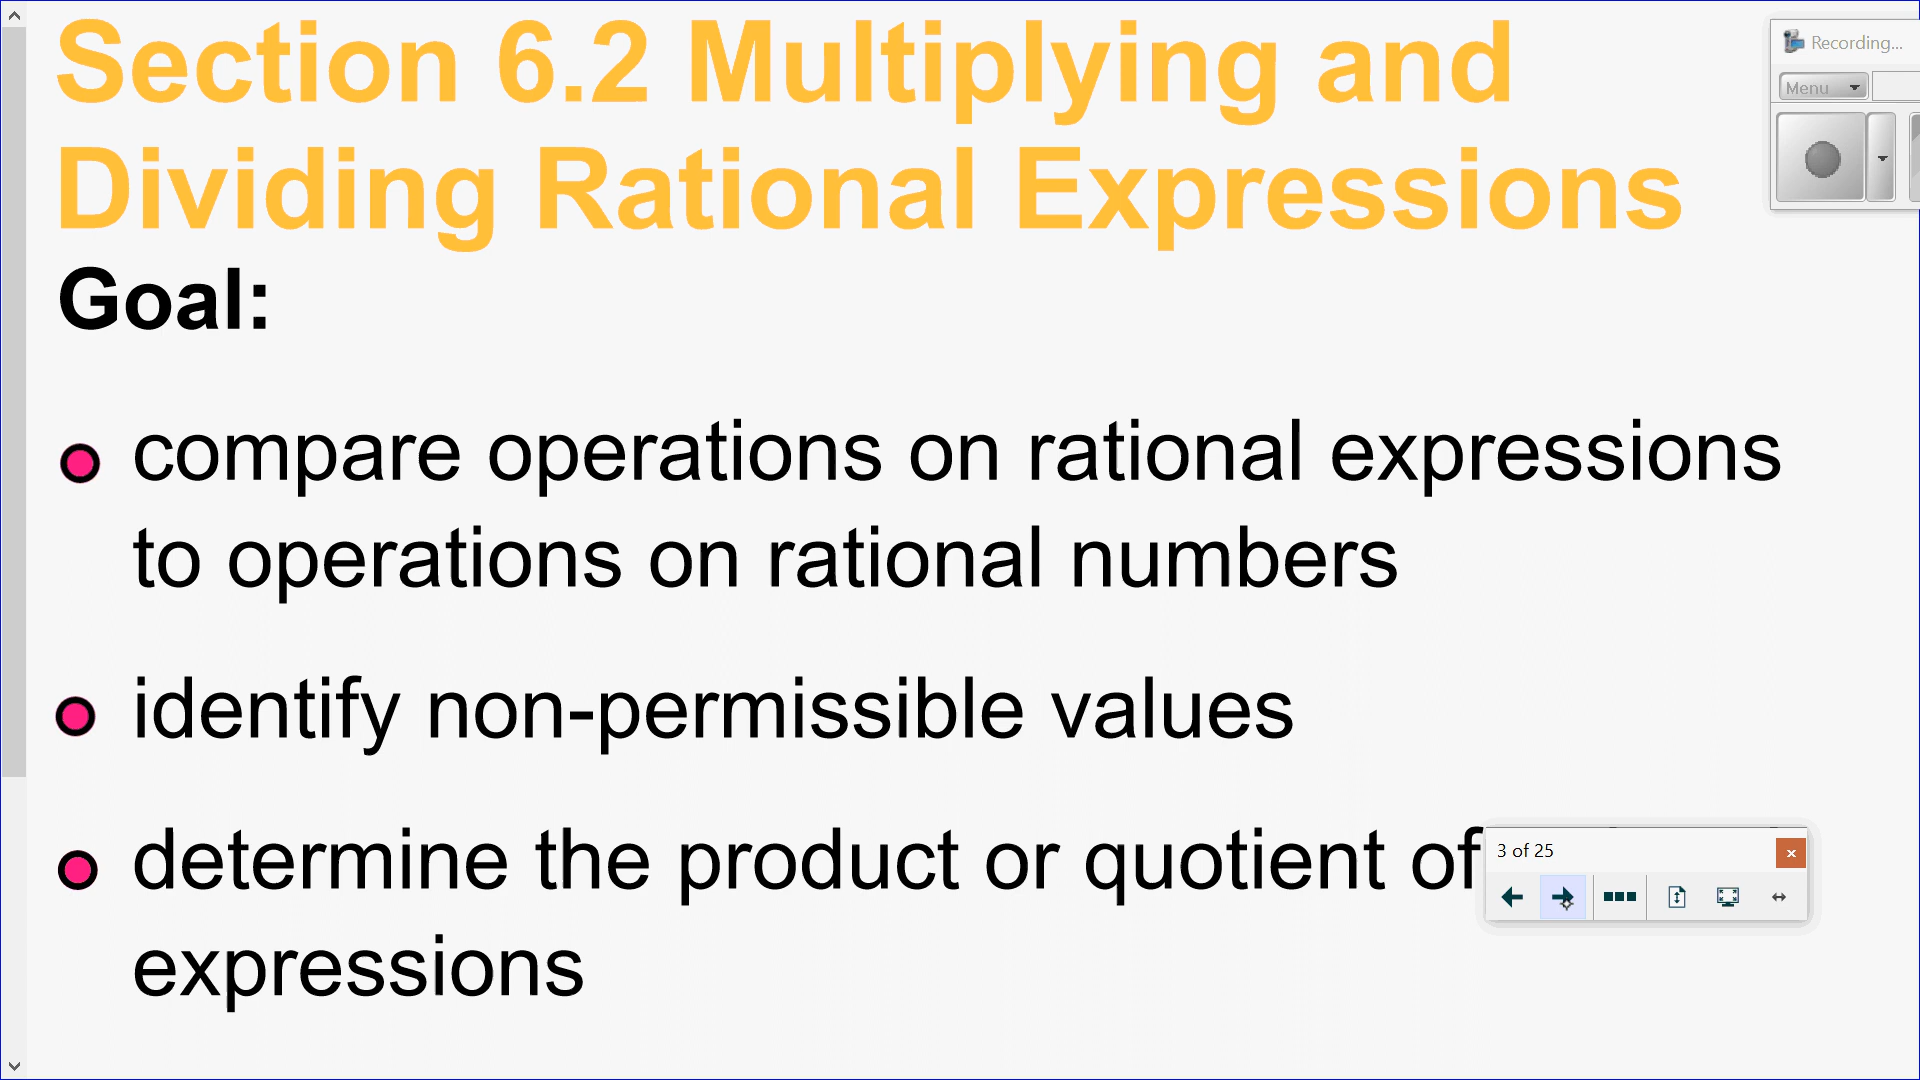 Section 6.2 Multiplying and
Dividing Rational Expressions
Goal:
compare operations on rational expressions
to operations on rational numbers
identify non-permissible values
determine the product or quotient of
expressions
Recording...
Menu
3 of 25